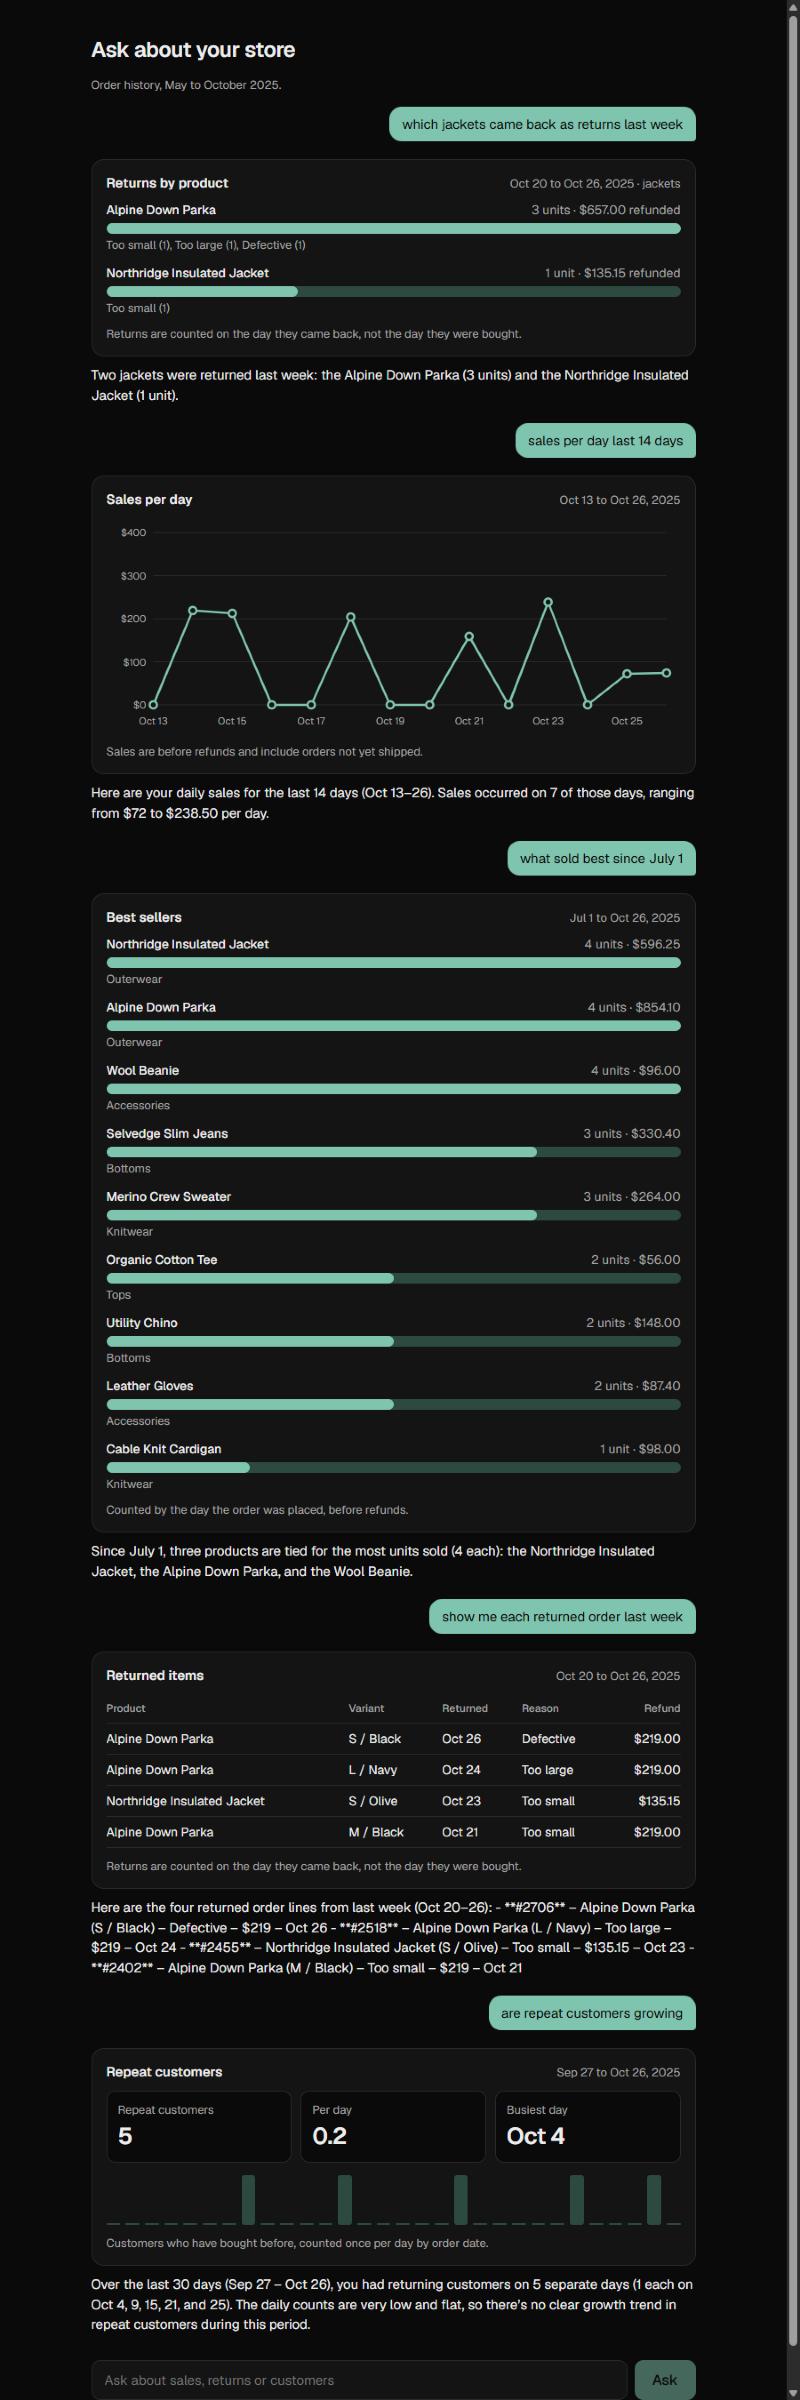 Ask about your store
Order history, May to October 2025.
which jackets came back as returns last week
Returns by product
Oct 20 to Oct 26, 2025 · jackets
Alpine Down Parka
3 units · $657.00 refunded
Too small (1), Too large (1), Defective (1)
Northridge Insulated Jacket
1 unit · $135.15 refunded
Too small (1)
Returns are counted on the day they came back, not the day they were bought.
Two jackets were returned last week: the Alpine Down Parka (3 units) and the Northridge Insulated
Jacket (1 unit).
sales per day last 14 days
Sales per day
Oct 13 to Oct 26, 2025
$400
$300
$200
$100
$0
Oct 13 Oct 15 Oct 17 Oct 19 Oct 21 Oct 23 Oct 25
Sales are before refunds and include orders not yet shipped.
Here are your daily sales for the last 14 days (Oct 13–26). Sales occurred on 7 of those days, ranging
from $72 to $238.50 per day.
what sold best since July 1
Best sellers
Jul 1 to Oct 26, 2025
Northridge Insulated Jacket
4 units · $596.25
Outerwear
Alpine Down Parka
4 units · $854.10
Outerwear
Wool Beanie
4 units · $96.00
Accessories
Selvedge Slim Jeans
3 units · $330.40
Bottoms
Merino Crew Sweater
3 units · $264.00
Knitwear
Organic Cotton Tee
2 units · $56.00
Tops
Utility Chino
2 units · $148.00
Bottoms
Leather Gloves
2 units · $87.40
Accessories
Cable Knit Cardigan
1 unit · $98.00
Knitwear
Counted by the day the order was placed, before refunds.
Since July 1, three products are tied for the most units sold (4 each): the Northridge Insulated
Jacket, the Alpine Down Parka, and the Wool Beanie.
show me each returned order last week
Returned items
Oct 20 to Oct 26, 2025
Product Variant Returned Reason Refund
Alpine Down Parka S / Black Oct 26 Defective $219.00
Alpine Down Parka L / Navy Oct 24 Too large $219.00
Northridge Insulated Jacket S / Olive Oct 23 Too small $135.15
Alpine Down Parka M / Black Oct 21 Too small $219.00
Returns are counted on the day they came back, not the day they were bought.
Here are the four returned order lines from last week (Oct 20–26): - **#2706** – Alpine Down Parka
(S / Black) – Defective – $219 – Oct 26 - **#2518** – Alpine Down Parka (L / Navy) – Too large –
$219 – Oct 24 - **#2455** – Northridge Insulated Jacket (S / Olive) – Too small – $135.15 – Oct 23 -
**#2402** – Alpine Down Parka (M / Black) – Too small – $219 – Oct 21
are repeat customers growing
Repeat customers
Sep 27 to Oct 26, 2025
Repeat customers
5
Per day
0.2
Busiest day
Oct 4
Customers who have bought before, counted once per day by order date.
Over the last 30 days (Sep 27 – Oct 26), you had returning customers on 5 separate days (1 each on
Oct 4, 9, 15, 21, and 25). The daily counts are very low and flat, so there's no clear growth trend in
repeat customers during this period.
Ask about sales, returns or customers
Ask